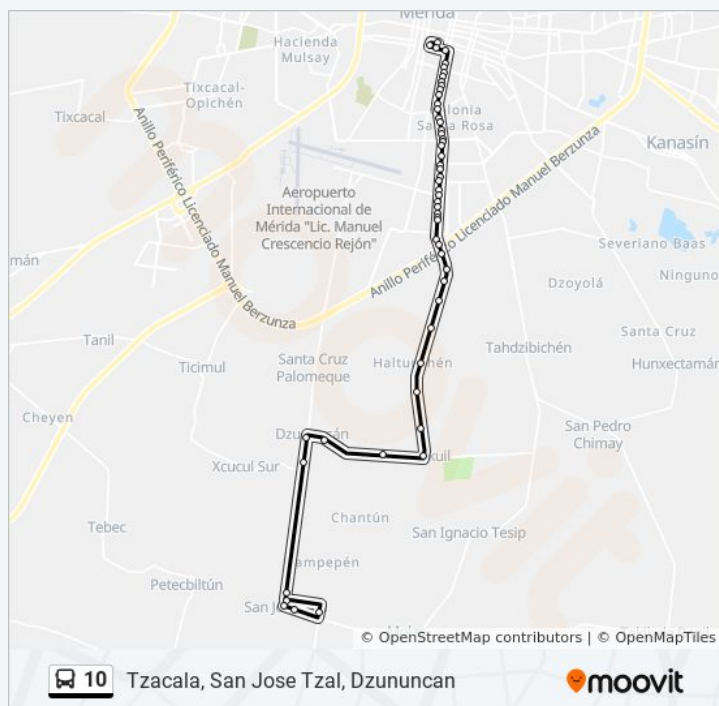 Mérida
Hacienda
Mulsay
Tixcacal-
Opichén
Tixcacal
Anillo Periférico Licenciado Manuel Berzunza
Santa Rosa
Kanasín
Aeropuerto
Internacional de
Mérida "Lic. Manuel
Crescencio Rejón"
Anillo Periférico Licenciado Manuel Berzunza
Severiano Baas
Ninguno
Dzoyolá
Santa Cruz
Tanil
Ticimul
Santa Cruz
Palomeque
Tahdzibichén
Hunxectamán
Cheyen
San Pedro
Chimay
Xcucul Sur
Chantún
San Ignacio Tesip
Tebec
Petecbiltún
moovit
© OpenStreetMap contributors | © OpenMapTiles
10 Tzacala, San Jose Tzal, Dzununcan
moovit